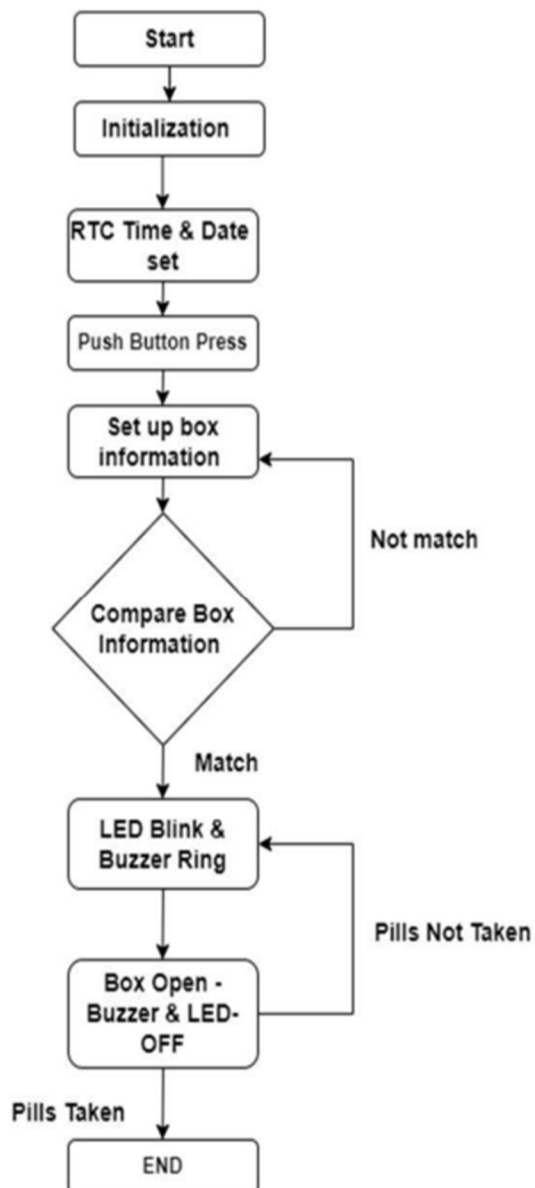 Start
Initialization
RTC Time & Date
set
Push Button Press
Set up box
information
Not match
Compare Box
Information
Match
LED Blink &
Buzzer Ring
Pills Not Taken
Box Open -
Buzzer & LED-
OFF
Pills Taken
END